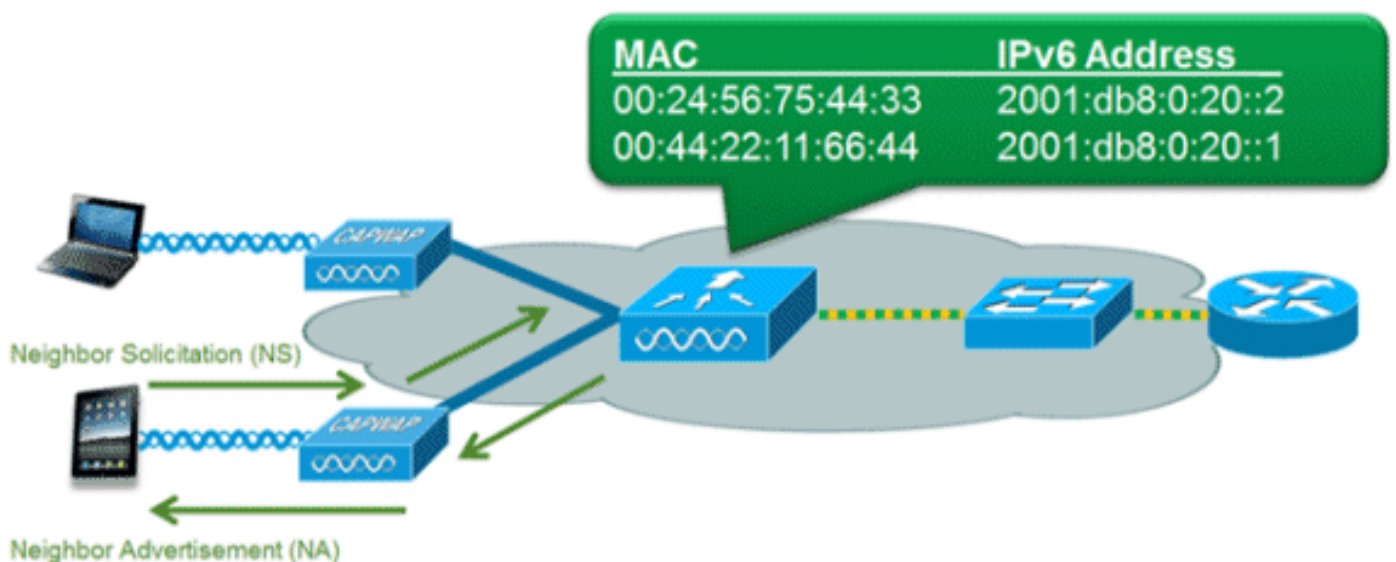 MAC IPv6 Address
00:24:56:75:44:33 2001:db8:0:20::2
00:44:22:11:66:44 2001:db8:0:20::1
CAPWAP
Neighbor Solicitation (NS)
CAPWAP
Neighbor Advertisement (NA)